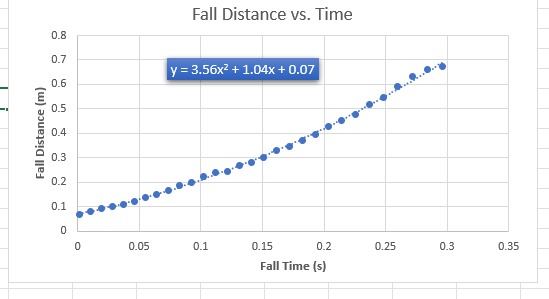 Fall Distance vs. Time
0.8
0.7
y = 3.56x² + 1.04x + 0.07
0.6
0.5
0.4
0.3
0.2
0.1
0
Fall Distance (m)
0 0.05 0.1 0.15 0.2 0.25 0.3 0.35
Fall Time (s)